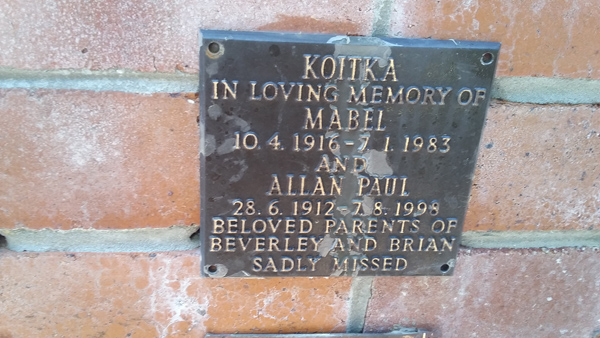 KOITKA
IN LOVING MEMORY OF
MABEL
10. 4. 1916 - 7. 1. 1983
AND
ALLAN PAUL
28. 6. 1912 - 7. 8. 1998
BELOVED PARENTS OF
BEVERLEY AND BRIAN
SADLY MISSED